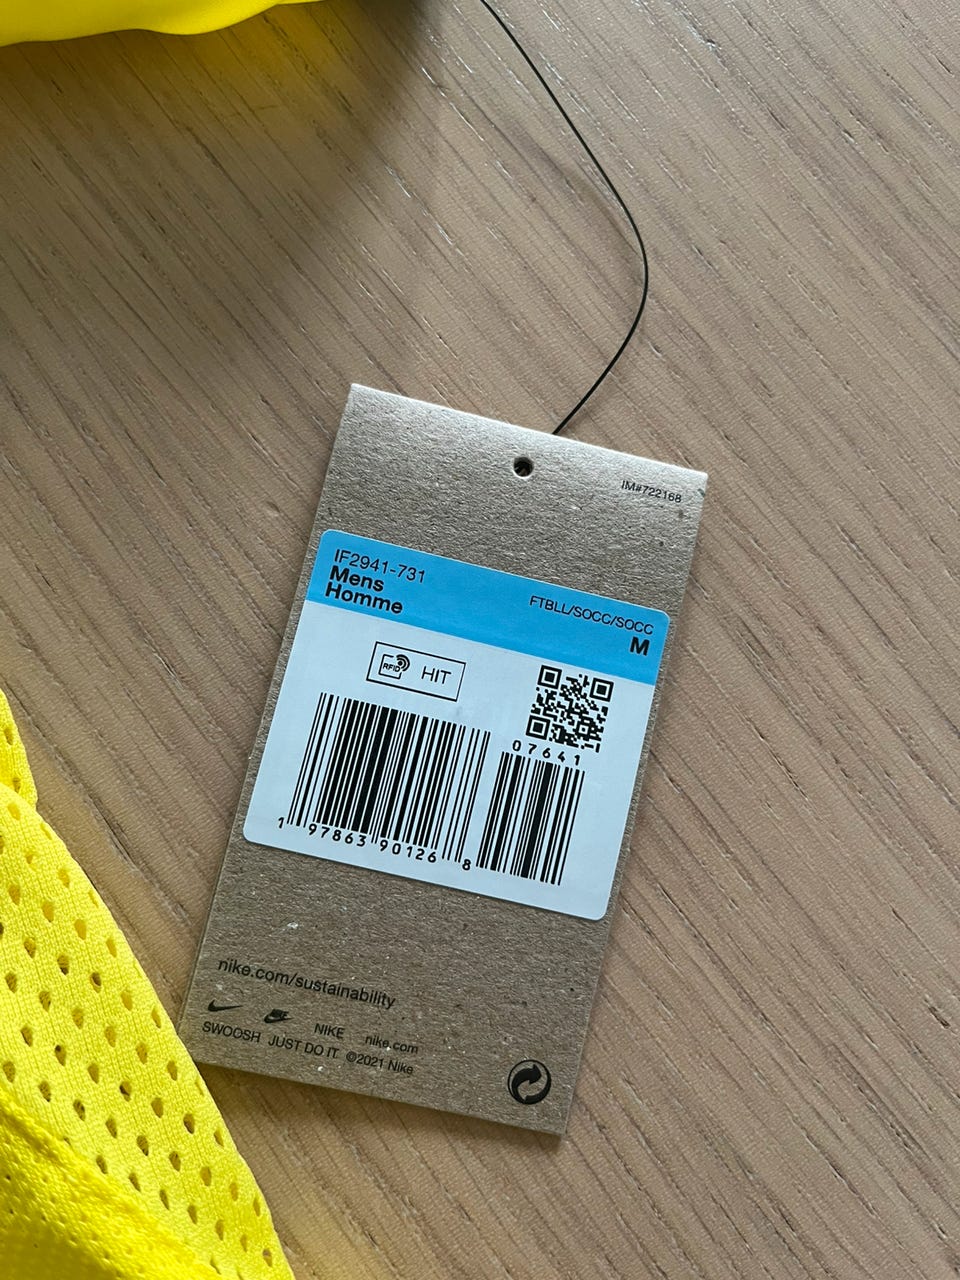 IM#722168
IF2941-731
Mens
Homme
FTBLL/SOCC/SOCC
M
RFID
HIT
07641
1 97863 90126 8
nike.com/sustainability
NIKE nike.com
SWOOSH JUST DO IT. ©2021 Nike